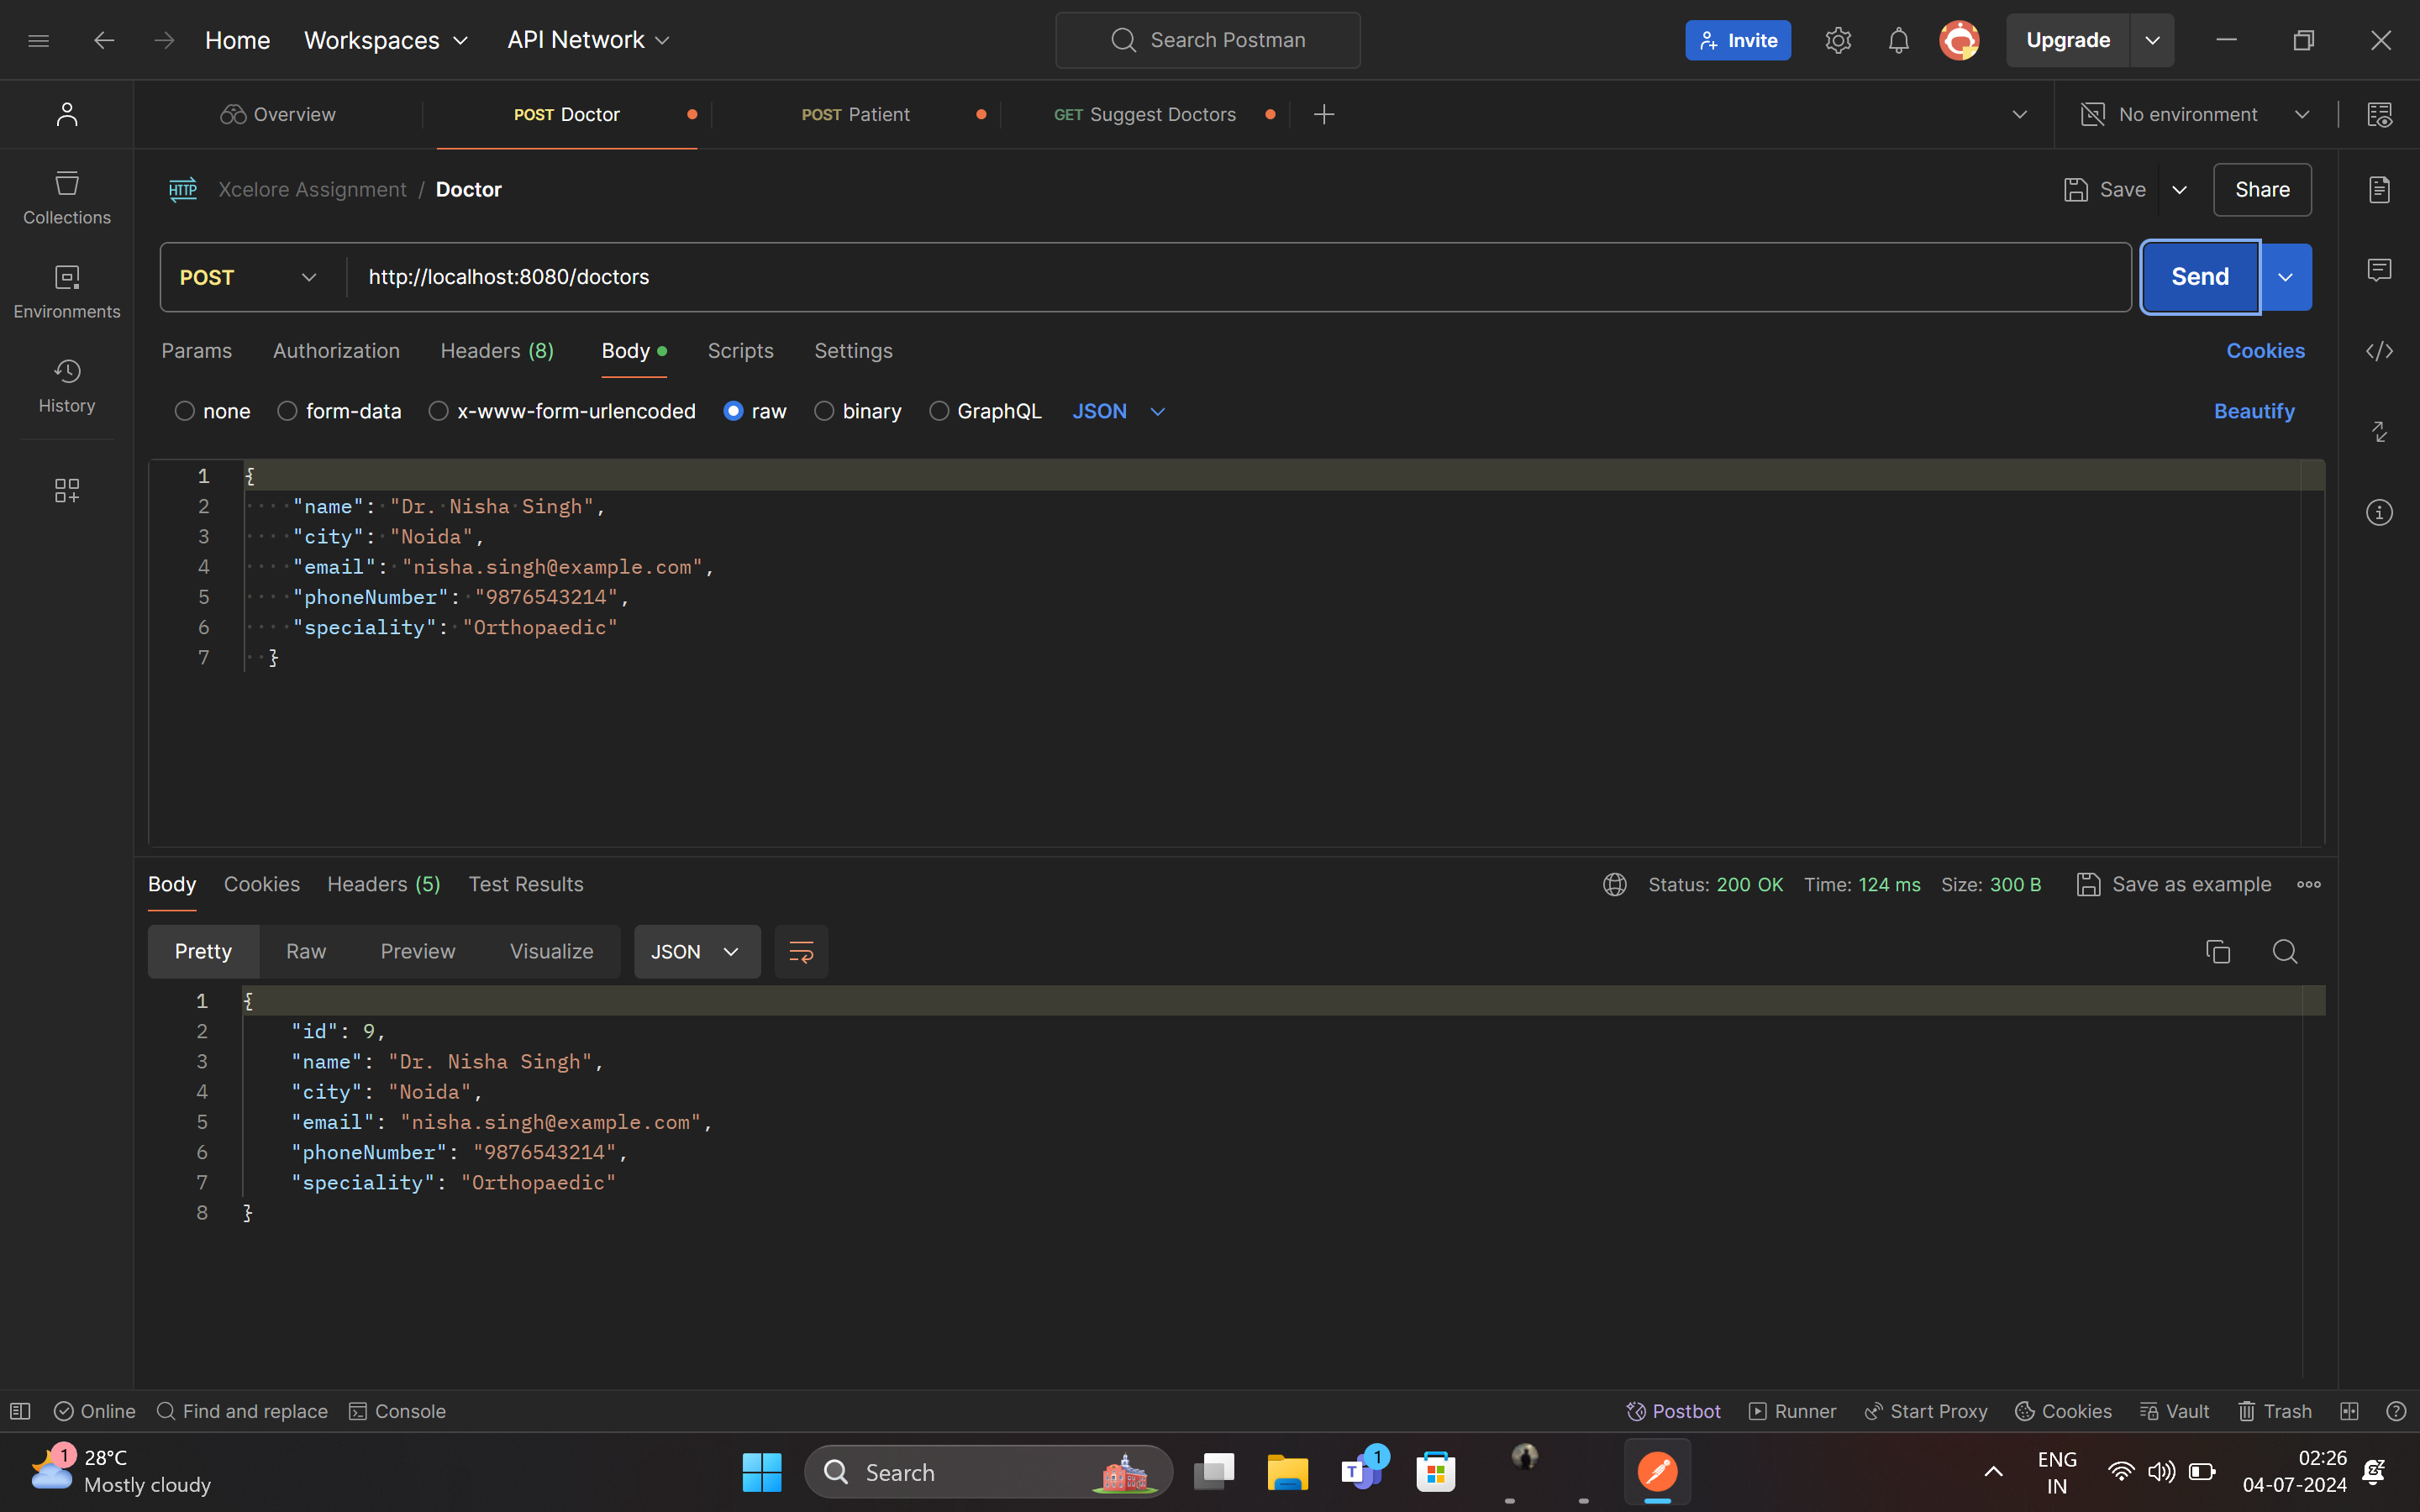 Home Workspaces API Network Search Postman Invite Upgrade
Overview POST Doctor POST Patient GET Suggest Doctors No environment
HTTP Xcelore Assignment / Doctor Save Share
Collections
POST http://localhost:8080/doctors Send
Environments
Params Authorization Headers (8) Body Scripts Settings Cookies
History
none form-data x-www-form-urlencoded raw binary GraphQL JSON Beautify
1 {
2 "name": "Dr. Nisha Singh",
3 "city": "Noida",
4 "email": "nisha.singh@example.com",
5 "phoneNumber": "9876543214",
6 "speciality": "Orthopaedic"
7 }
Body Cookies Headers (5) Test Results Status: 200 OK Time: 124 ms Size: 300 B Save as example
Pretty Raw Preview Visualize JSON
1 {
2 "id": 9,
3 "name": "Dr. Nisha Singh",
4 "city": "Noida",
5 "email": "nisha.singh@example.com",
6 "phoneNumber": "9876543214",
7 "speciality": "Orthopaedic"
8 }
Online Find and replace Console Postbot Runner Start Proxy Cookies Vault Trash
1 28°C Search T 1 ENG 02:26
Mostly cloudy IN 04-07-2024